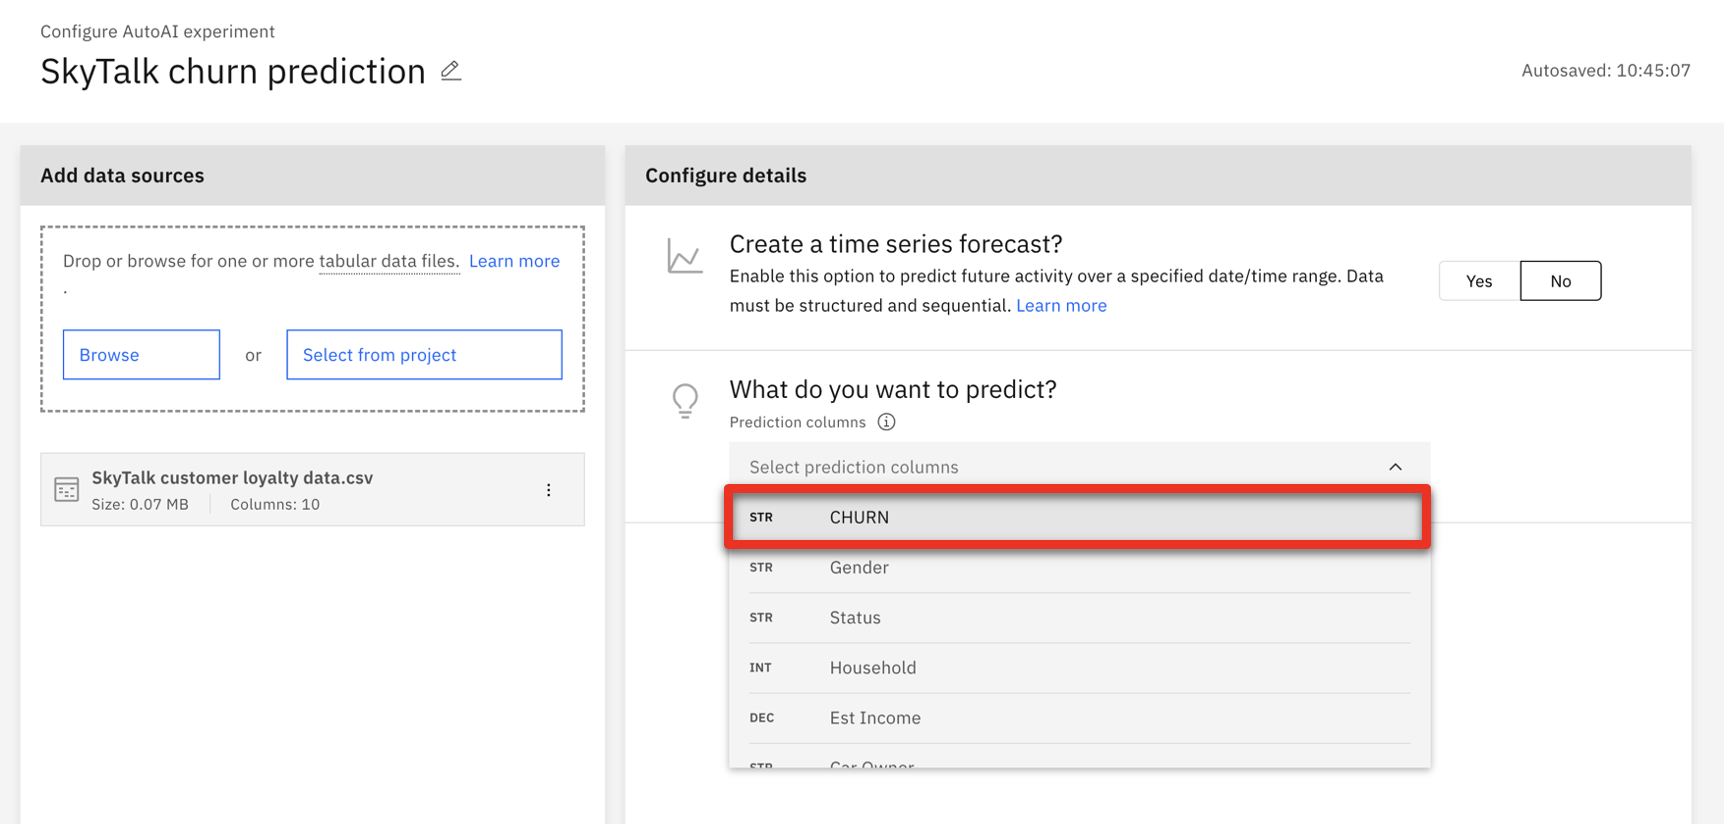 Configure AutoAI experiment
SkyTalk churn prediction
Autosaved: 10:45:07
Add data sources
Drop or browse for one or more tabular data files. Learn more
.
Browse or Select from project
SkyTalk customer loyalty data.csv
Size: 0.07 MB Columns: 10
Configure details
Create a time series forecast?
Enable this option to predict future activity over a specified date/time range. Data
must be structured and sequential. Learn more
Yes No
What do you want to predict?
Prediction columns
Select prediction columns
STR CHURN
STR Gender
STR Status
INT Household
DEC Est Income
STR Car Owner